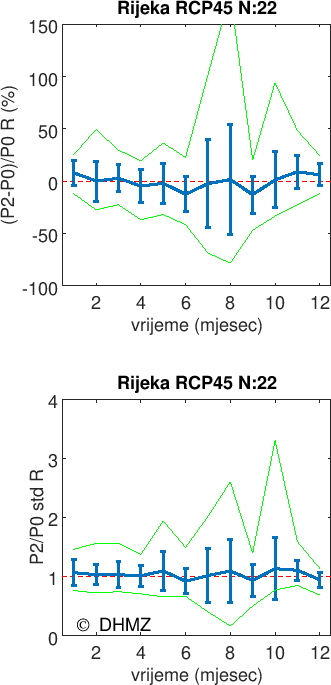 Rijeka RCP45 N:22
150
100
50
0
-50
-100
(P2-P0)/P0 R (%)
2 4 6 8 10 12
vrijeme (mjesec)
Rijeka RCP45 N:22
4
3
2
1
0
P2/P0 std R
© DHMZ
2 4 6 8 10 12
vrijeme (mjesec)